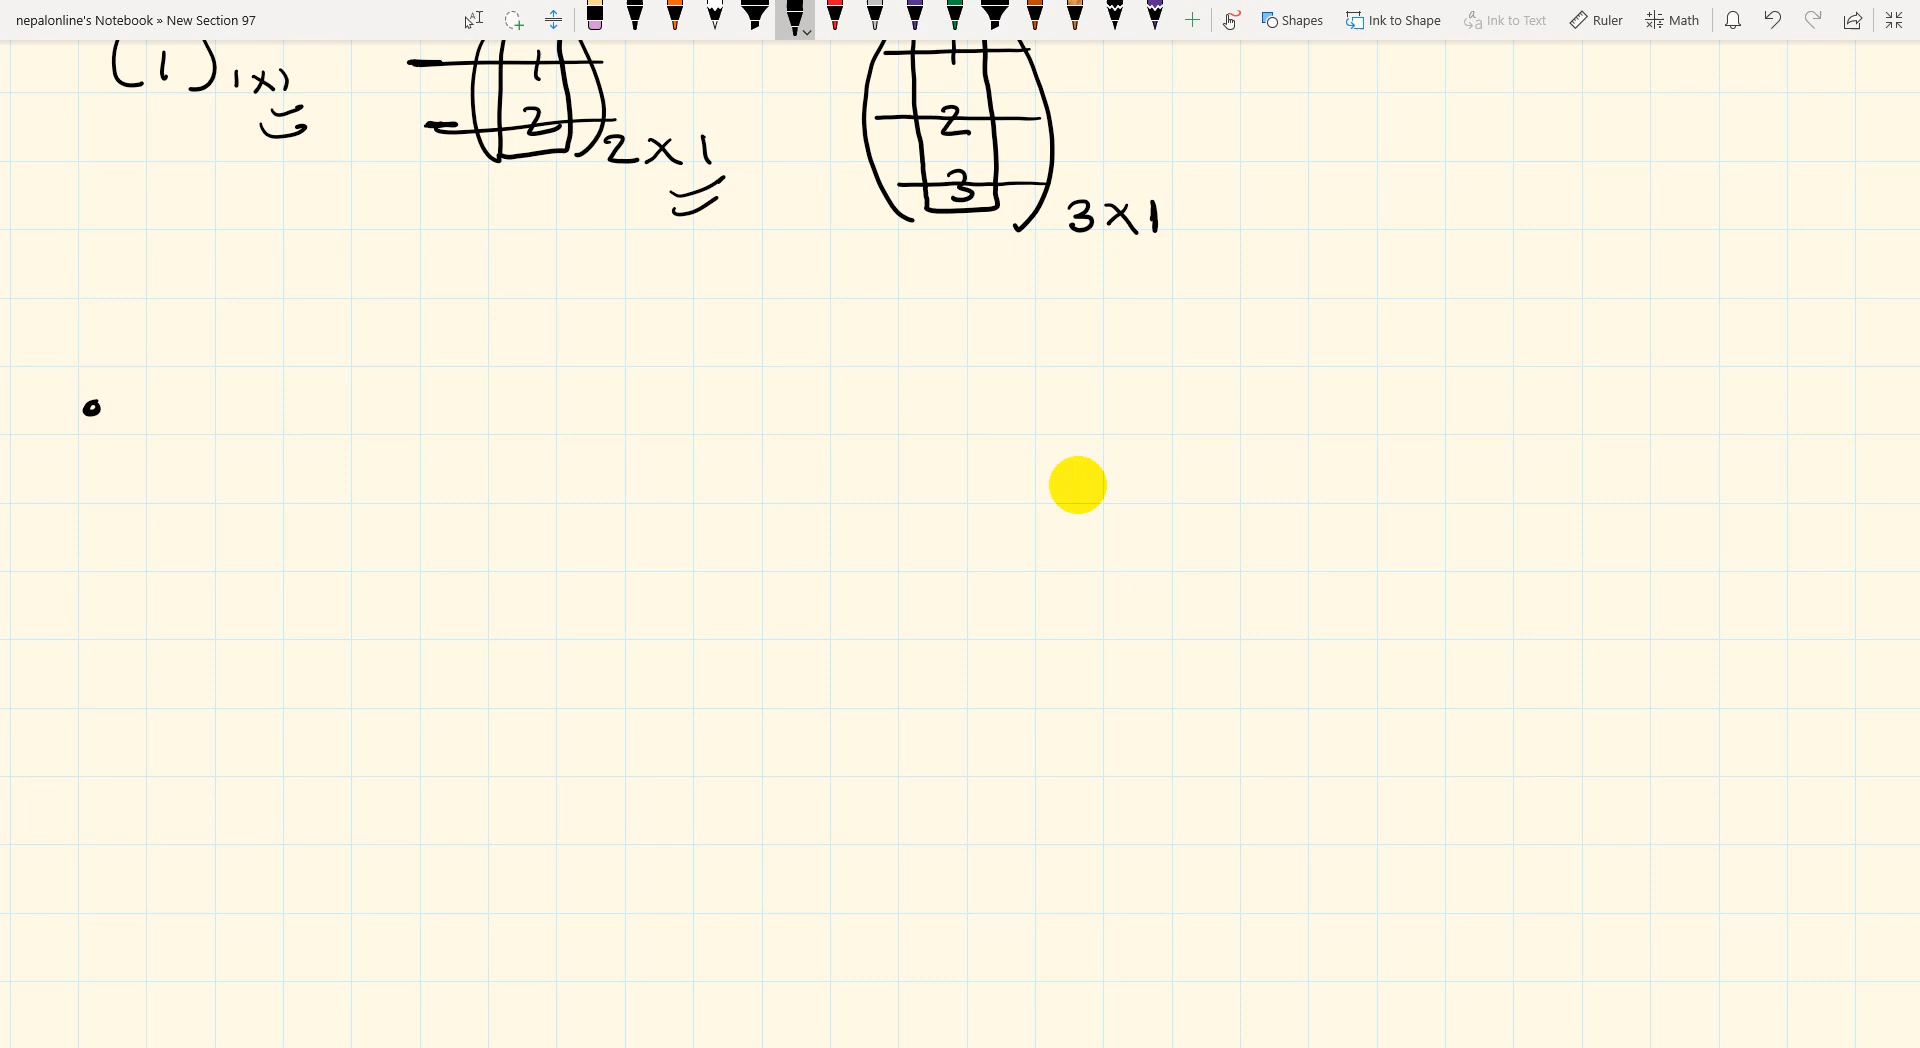 nepalonline's Notebook » New Section 97
Shapes
Ink to Shape
Ink to Text
Ruler
Math
(1) 1x1
1
2
2x1
1
2
3
3x1